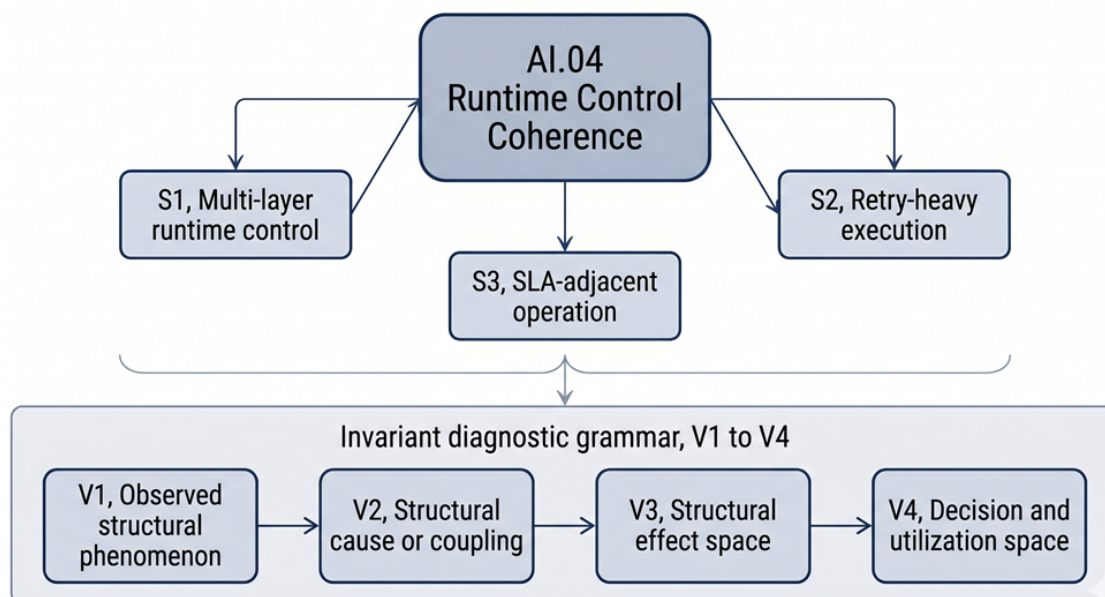 AI.04
Runtime Control
Coherence
S1, Multi-layer
runtime control
S2, Retry-heavy
execution
S3, SLA-adjacent
operation
Invariant diagnostic grammar, V1 to V4
V1, Observed
structural
phenomenon
V2, Structural
cause or coupling
V3, Structural
effect space
V4, Decision and
utilization space